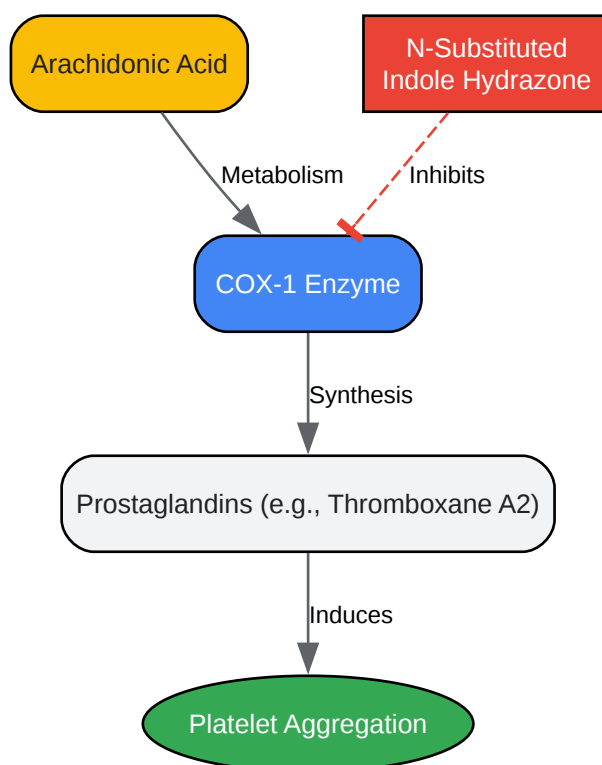 Arachidonic Acid
N-Substituted
Indole Hydrazone
Metabolism
Inhibits
COX-1 Enzyme
Synthesis
Prostaglandins (e.g., Thromboxane A2)
Induces
Platelet Aggregation